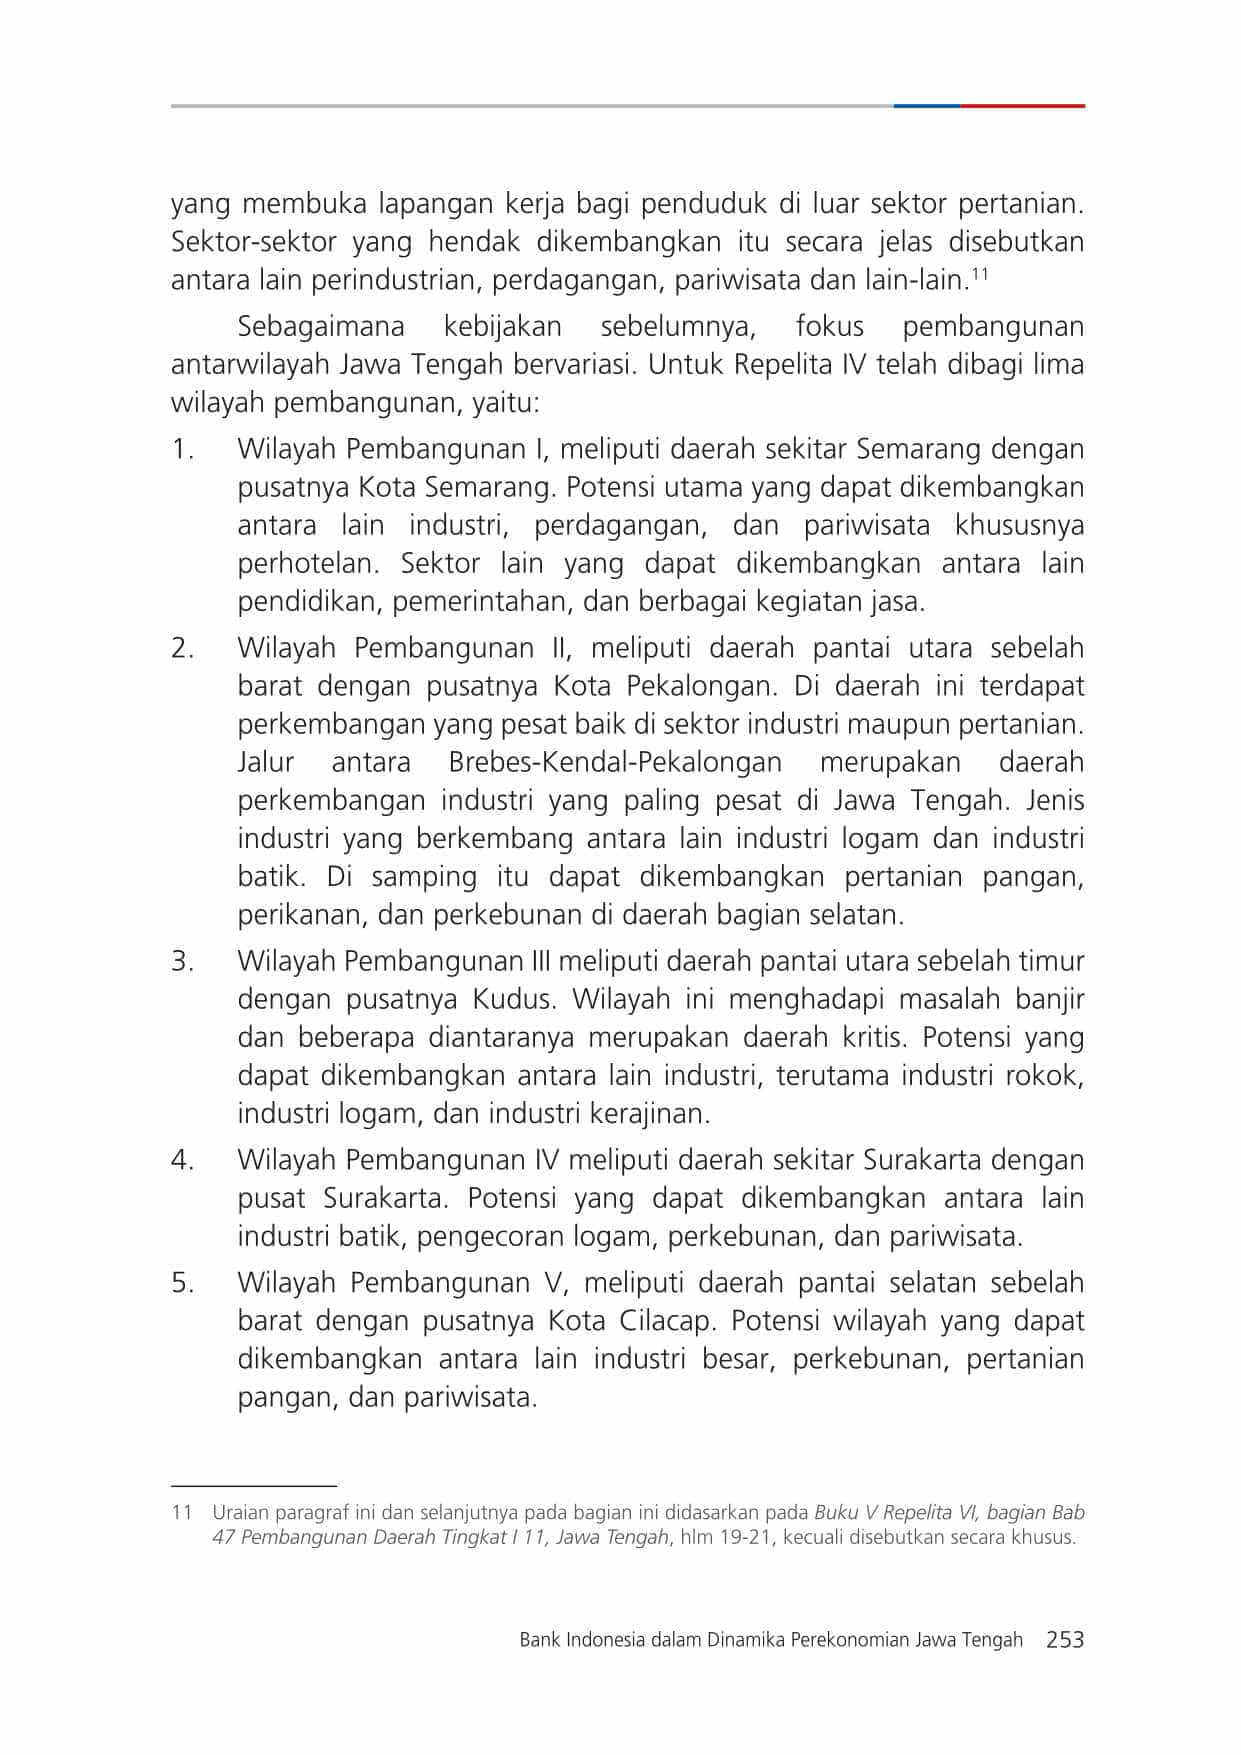 yang membuka lapangan kerja bagi penduduk di luar sektor pertanian.
Sektor-sektor yang hendak dikembangkan itu secara jelas disebutkan
antara lain perindustrian, perdagangan, pariwisata dan lain-lain.¹¹
Sebagaimana kebijakan sebelumnya, fokus pembangunan
antarwilayah Jawa Tengah bervariasi. Untuk Repelita IV telah dibagi lima
wilayah pembangunan, yaitu:
1. Wilayah Pembangunan I, meliputi daerah sekitar Semarang dengan
pusatnya Kota Semarang. Potensi utama yang dapat dikembangkan
antara lain industri, perdagangan, dan pariwisata khususnya
perhotelan. Sektor lain yang dapat dikembangkan antara lain
pendidikan, pemerintahan, dan berbagai kegiatan jasa.
2. Wilayah Pembangunan II, meliputi daerah pantai utara sebelah
barat dengan pusatnya Kota Pekalongan. Di daerah ini terdapat
perkembangan yang pesat baik di sektor industri maupun pertanian.
Jalur antara Brebes-Kendal-Pekalongan merupakan daerah
perkembangan industri yang paling pesat di Jawa Tengah. Jenis
industri yang berkembang antara lain industri logam dan industri
batik. Di samping itu dapat dikembangkan pertanian pangan,
perikanan, dan perkebunan di daerah bagian selatan.
3. Wilayah Pembangunan III meliputi daerah pantai utara sebelah timur
dengan pusatnya Kudus. Wilayah ini menghadapi masalah banjir
dan beberapa diantaranya merupakan daerah kritis. Potensi yang
dapat dikembangkan antara lain industri, terutama industri rokok,
industri logam, dan industri kerajinan.
4. Wilayah Pembangunan IV meliputi daerah sekitar Surakarta dengan
pusat Surakarta. Potensi yang dapat dikembangkan antara lain
industri batik, pengecoran logam, perkebunan, dan pariwisata.
5. Wilayah Pembangunan V, meliputi daerah pantai selatan sebelah
barat dengan pusatnya Kota Cilacap. Potensi wilayah yang dapat
dikembangkan antara lain industri besar, perkebunan, pertanian
pangan, dan pariwisata.
11 Uraian paragraf ini dan selanjutnya pada bagian ini didasarkan pada Buku V Repelita VI, bagian Bab
47 Pembangunan Daerah Tingkat I 11, Jawa Tengah, hlm 19-21, kecuali disebutkan secara khusus.
Bank Indonesia dalam Dinamika Perekonomian Jawa Tengah 253